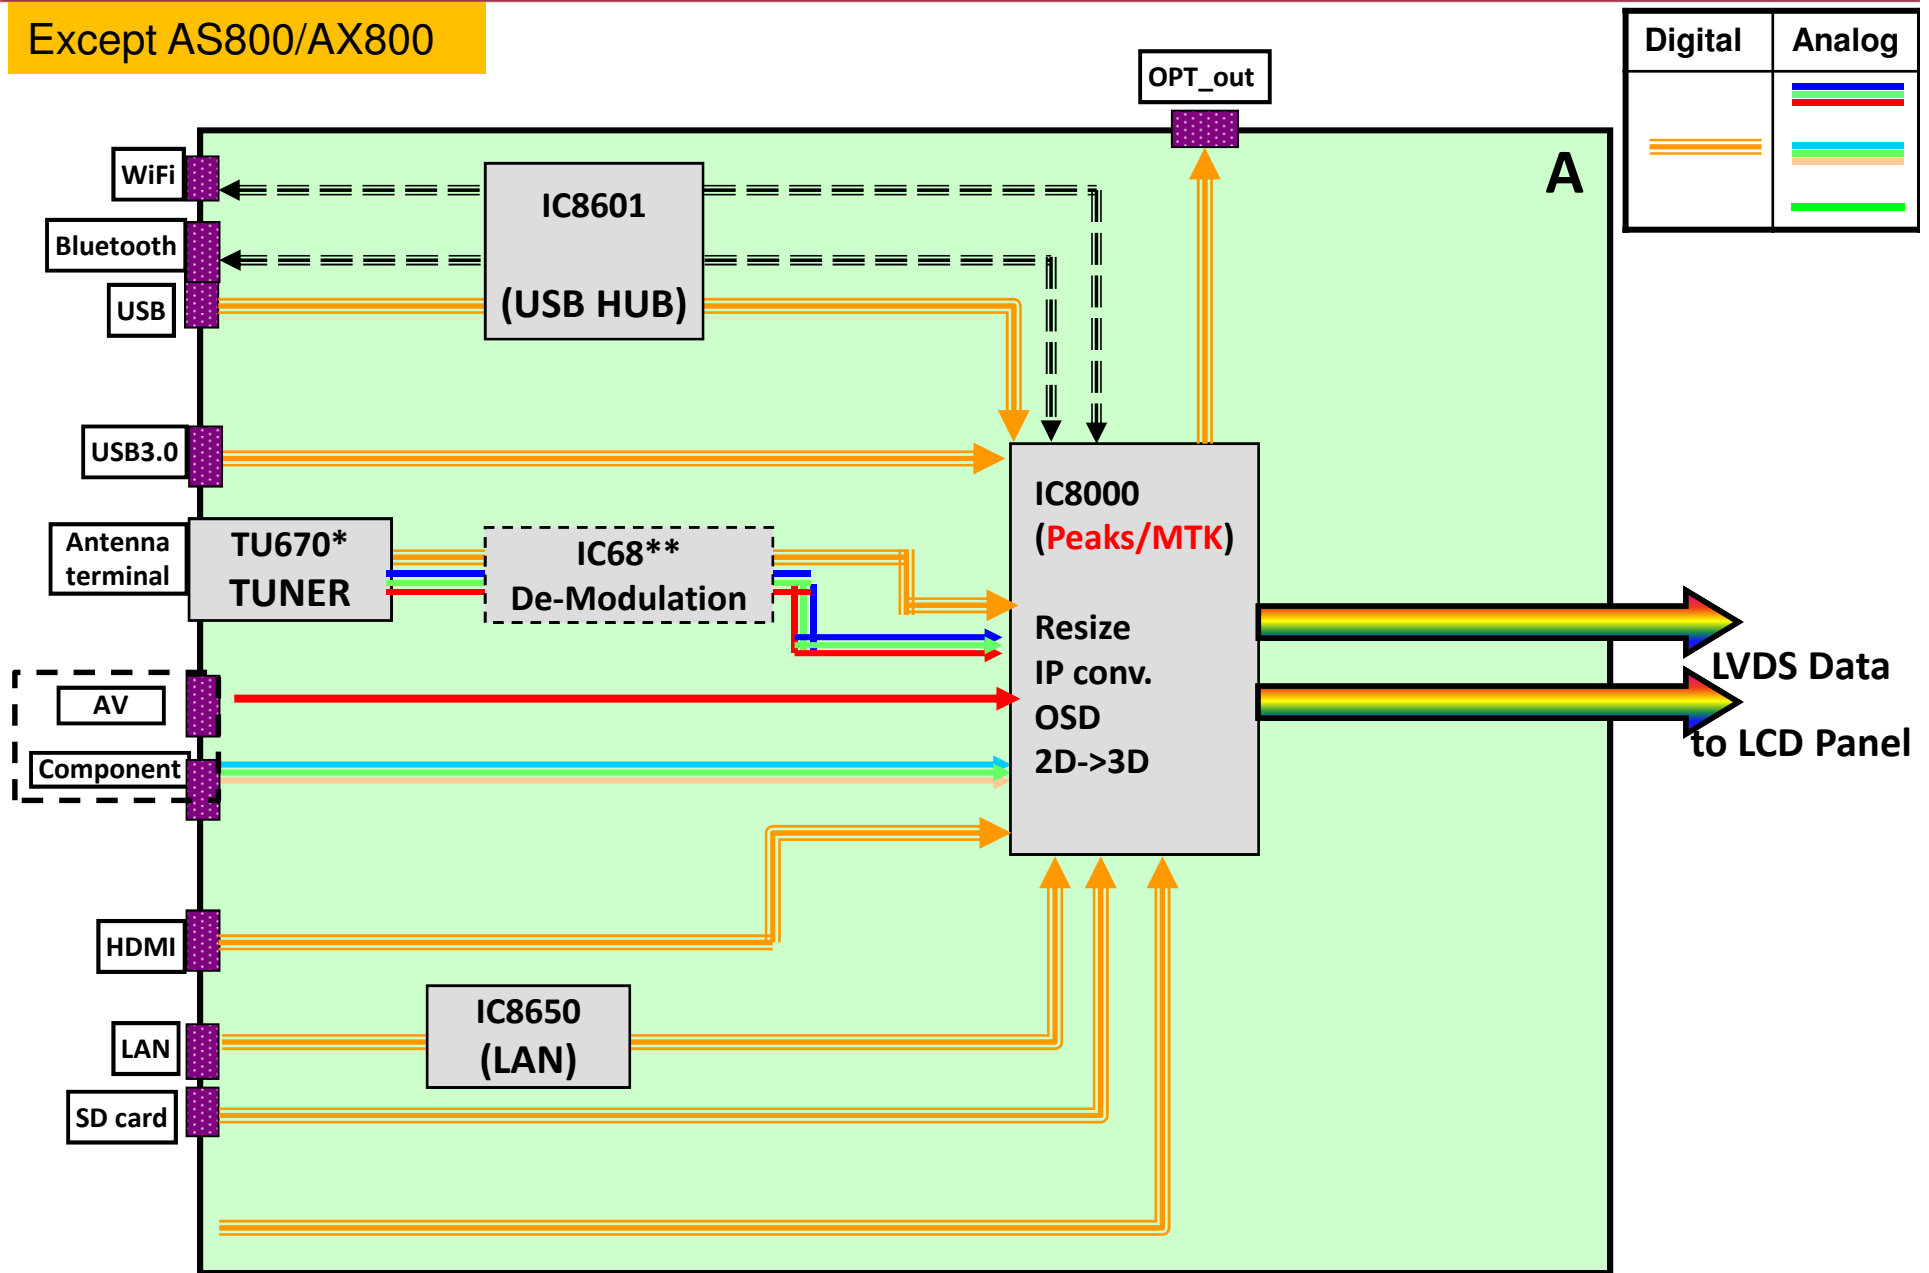 Except AS800/AX800
Digital
Analog
OPT_out
A
WiFi
Bluetooth
USB
IC8601
(USB HUB)
USB3.0
Antenna
terminal
TU670*
TUNER
IC68**
De-Modulation
IC8000
(Peaks/MTK)
Resize
IP conv.
OSD
2D->3D
LVDS Data
to LCD Panel
AV
Component
HDMI
LAN
IC8650
(LAN)
SD card